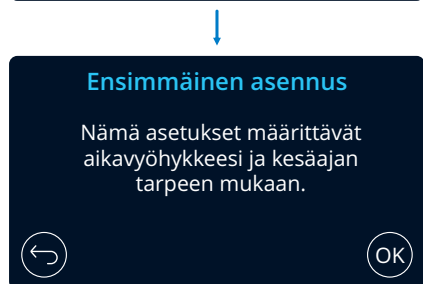 Ensimmäinen asennus
Nämä asetukset määrittävät
aikavyöhykkeesi ja kesäajan
tarpeen mukaan.
OK